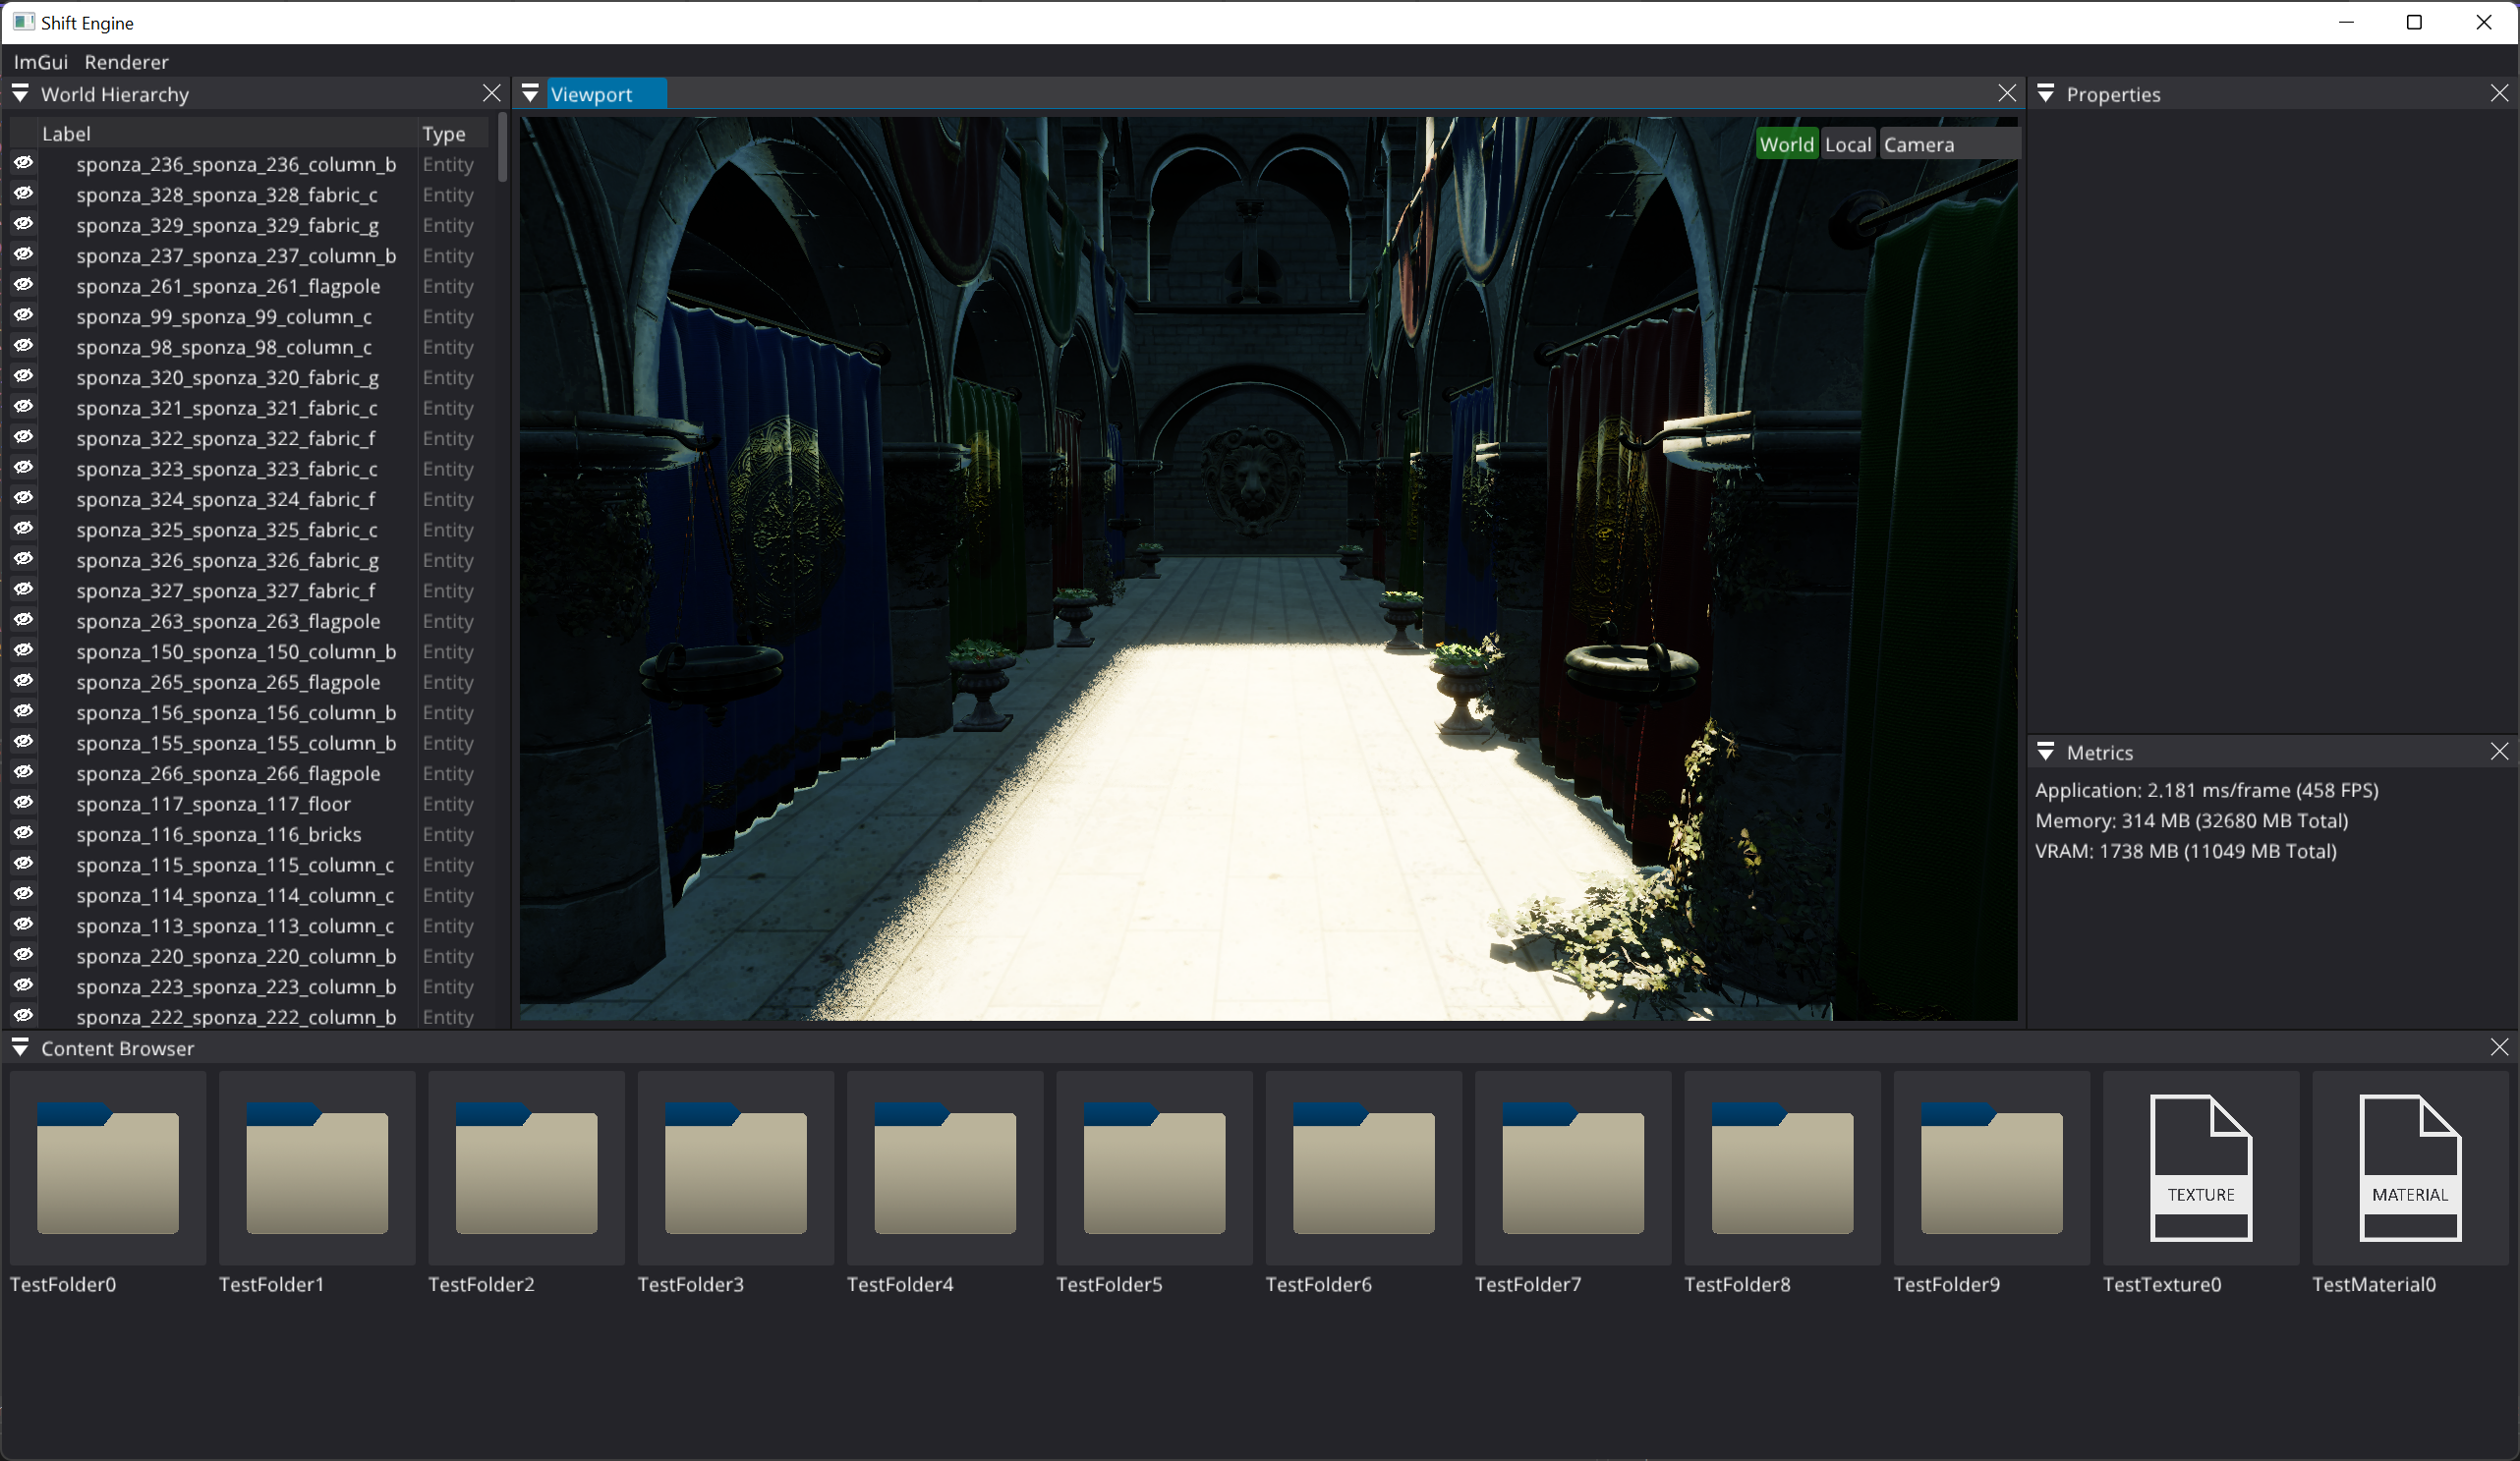 Shift Engine
ImGui Renderer
World Hierarchy
Label Type
sponza_236_sponza_236_column_b Entity
sponza_328_sponza_328_fabric_c Entity
sponza_329_sponza_329_fabric_g Entity
sponza_237_sponza_237_column_b Entity
sponza_261_sponza_261_flagpole Entity
sponza_99_sponza_99_column_c Entity
sponza_98_sponza_98_column_c Entity
sponza_320_sponza_320_fabric_g Entity
sponza_321_sponza_321_fabric_c Entity
sponza_322_sponza_322_fabric_f Entity
sponza_323_sponza_323_fabric_c Entity
sponza_324_sponza_324_fabric_f Entity
sponza_325_sponza_325_fabric_c Entity
sponza_326_sponza_326_fabric_g Entity
sponza_327_sponza_327_fabric_f Entity
sponza_263_sponza_263_flagpole Entity
sponza_150_sponza_150_column_b Entity
sponza_265_sponza_265_flagpole Entity
sponza_156_sponza_156_column_b Entity
sponza_155_sponza_155_column_b Entity
sponza_266_sponza_266_flagpole Entity
sponza_117_sponza_117_floor Entity
sponza_116_sponza_116_bricks Entity
sponza_115_sponza_115_column_c Entity
sponza_114_sponza_114_column_c Entity
sponza_113_sponza_113_column_c Entity
sponza_220_sponza_220_column_b Entity
sponza_223_sponza_223_column_b Entity
sponza_222_sponza_222_column_b Entity
Viewport
World Local Camera
Properties
Metrics
Application: 2.181 ms/frame (458 FPS)
Memory: 314 MB (32680 MB Total)
VRAM: 1738 MB (11049 MB Total)
Content Browser
TEXTURE MATERIAL
TestFolder0 TestFolder1 TestFolder2 TestFolder3 TestFolder4 TestFolder5 TestFolder6 TestFolder7 TestFolder8 TestFolder9 TestTexture0 TestMaterial0